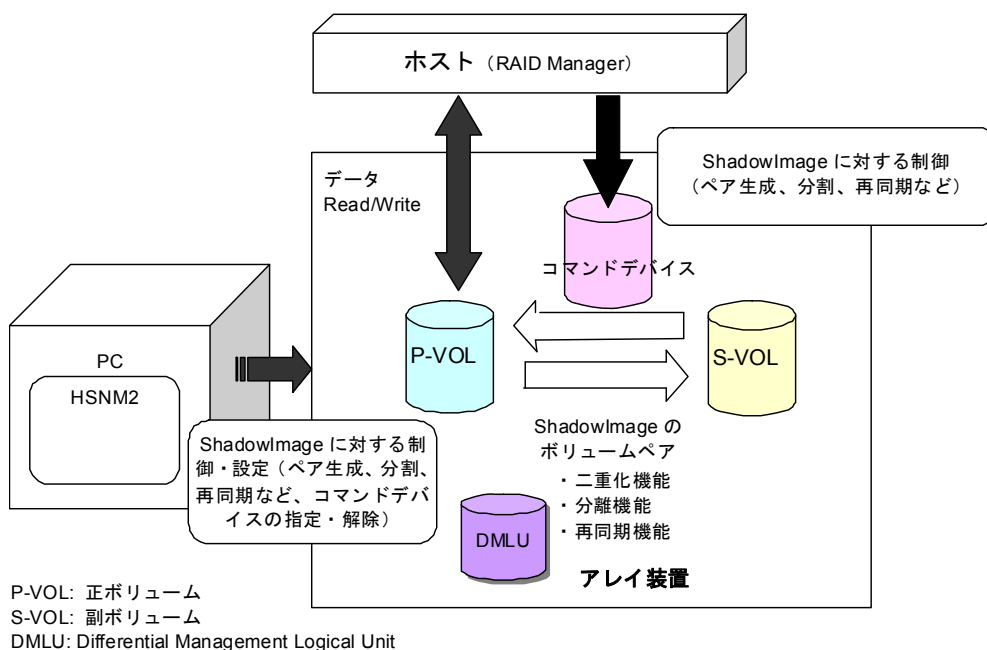 ホスト（RAID Manager）
ShadowImage に対する制御
（ペア生成、分割、再同期など）
データ
Read/Write
コマンドデバイス
P-VOL
S-VOL
PC
HSNM2
ShadowImage に対する制
御・設定（ペア生成、分割、
再同期など、コマンドデバ
イスの指定・解除）
ShadowImage の
ボリュームペア
・二重化機能
・分離機能
・再同期機能
DMLU
アレイ装置
P-VOL: 正ボリューム
S-VOL: 副ボリューム
DMLU: Differential Management Logical Unit